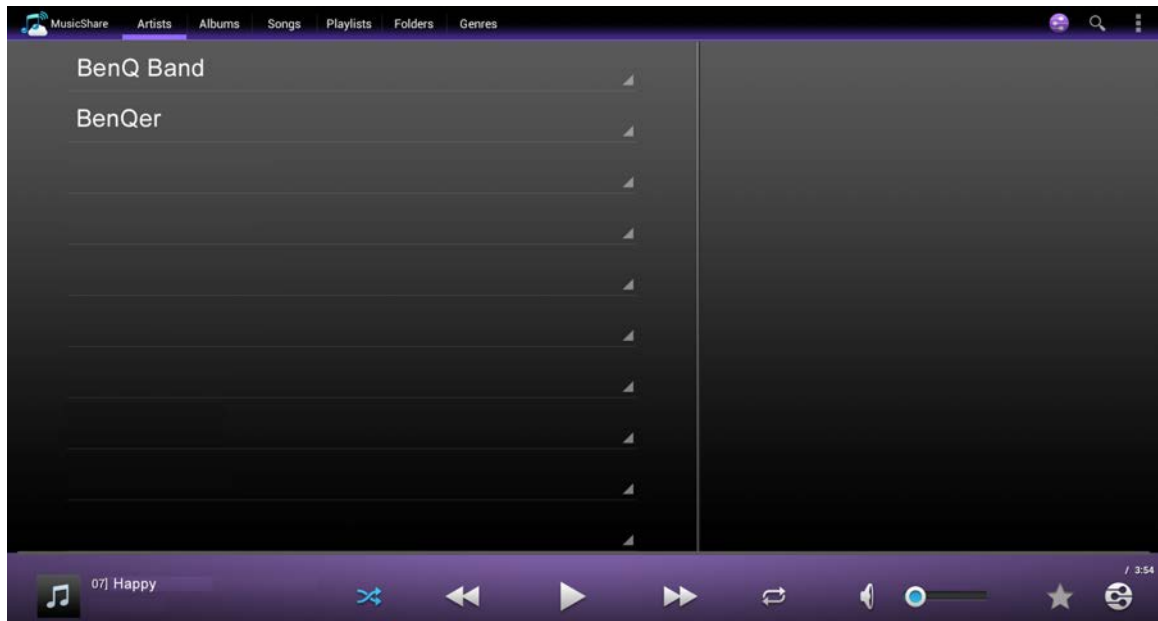 MusicShare Artists Albums Songs Playlists Folders Genres
BenQ Band
BenQer
/ 3:54
07] Happy